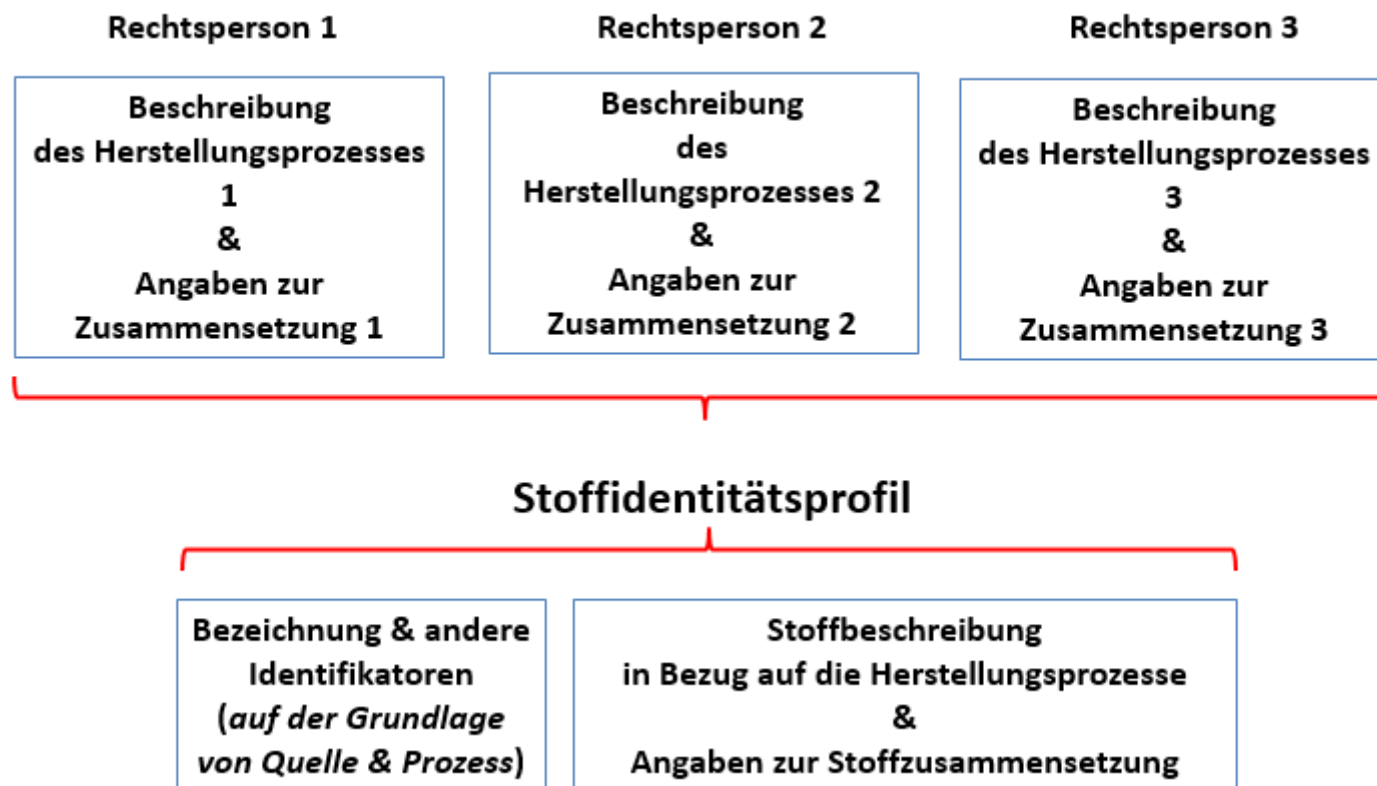 Rechtsperson 1
Rechtsperson 2
Rechtsperson 3
Beschreibung
des Herstellungsprozesses
1
&
Angaben zur
Zusammensetzung 1
Beschreibung
des
Herstellungsprozesses 2
&
Angaben zur
Zusammensetzung 2
Beschreibung
des Herstellungsprozesses
3
&
Angaben zur
Zusammensetzung 3
Stoffidentitätsprofil
Bezeichnung & andere
Identifikatoren
(auf der Grundlage
von Quelle & Prozess)
Stoffbeschreibung
in Bezug auf die Herstellungsprozesse
&
Angaben zur Stoffzusammensetzung